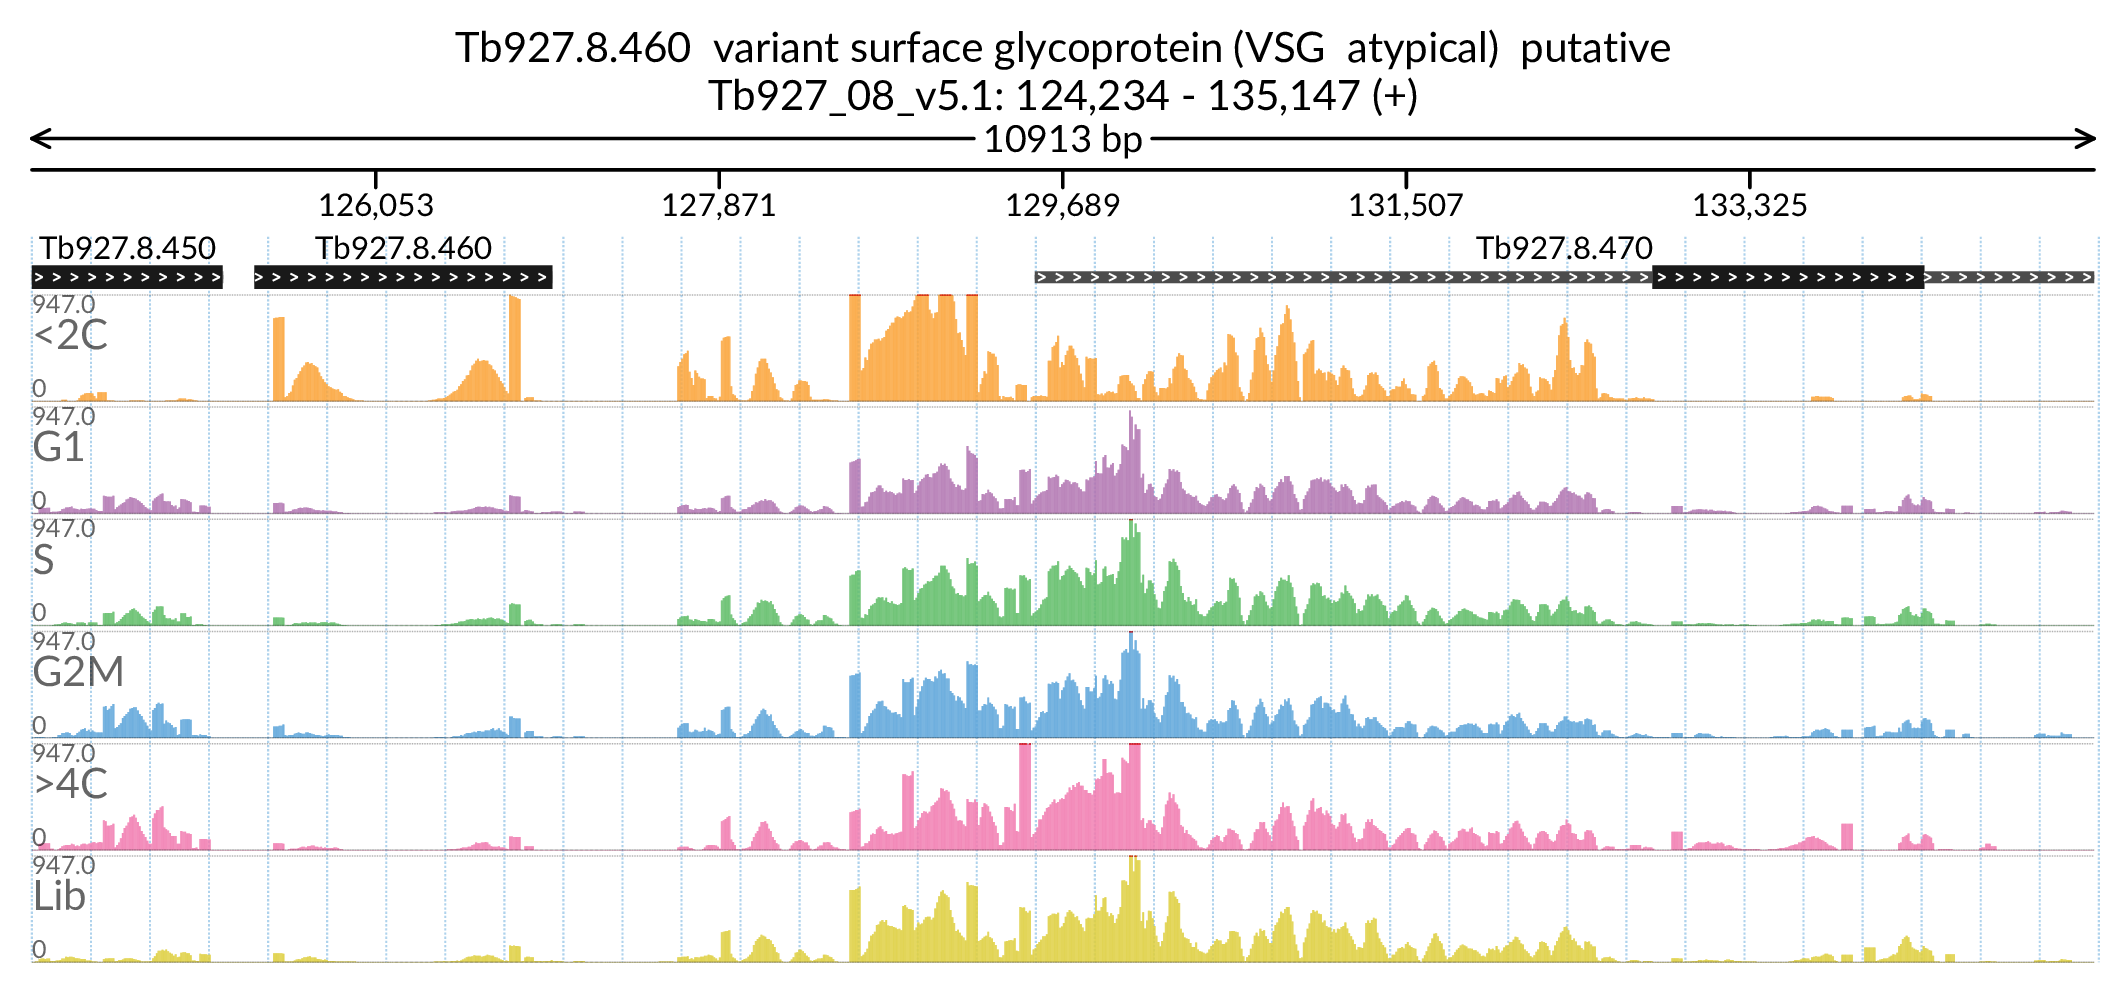 Tb927.8.460  variant surface glycoprotein (VSG  atypical)  putative
Tb927_08_v5.1: 124,234 - 135,147 (+)
10913 bp
126,053 127,871 129,689 131,507 133,325
Tb927.8.450 Tb927.8.460 Tb927.8.470
947.0
<2C
0
947.0
G1
0
947.0
S
0
947.0
G2M
0
947.0
>4C
0
947.0
Lib
0